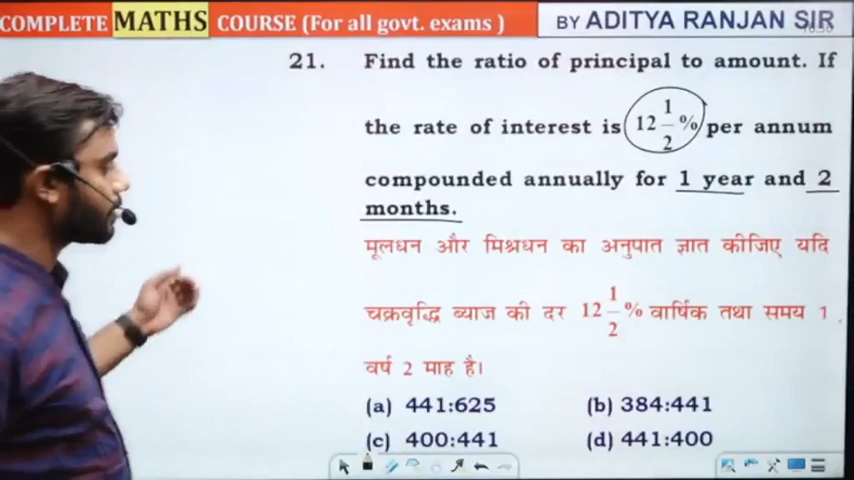 COMPLETE MATHS COURSE (For all govt. exams ) BY ADITYA RANJAN SIR
21. Find the ratio of principal to amount. If
the rate of interest is 12 1/2 % per annum
compounded annually for 1 year and 2
months.
मूलधन और मिश्रधन का अनुपात ज्ञात कीजिए यदि
चक्रवृद्धि ब्याज की दर 12 1/2 % वार्षिक तथा समय 1
वर्ष 2 माह है।
(a) 441:625 (b) 384:441
(c) 400:441 (d) 441:400